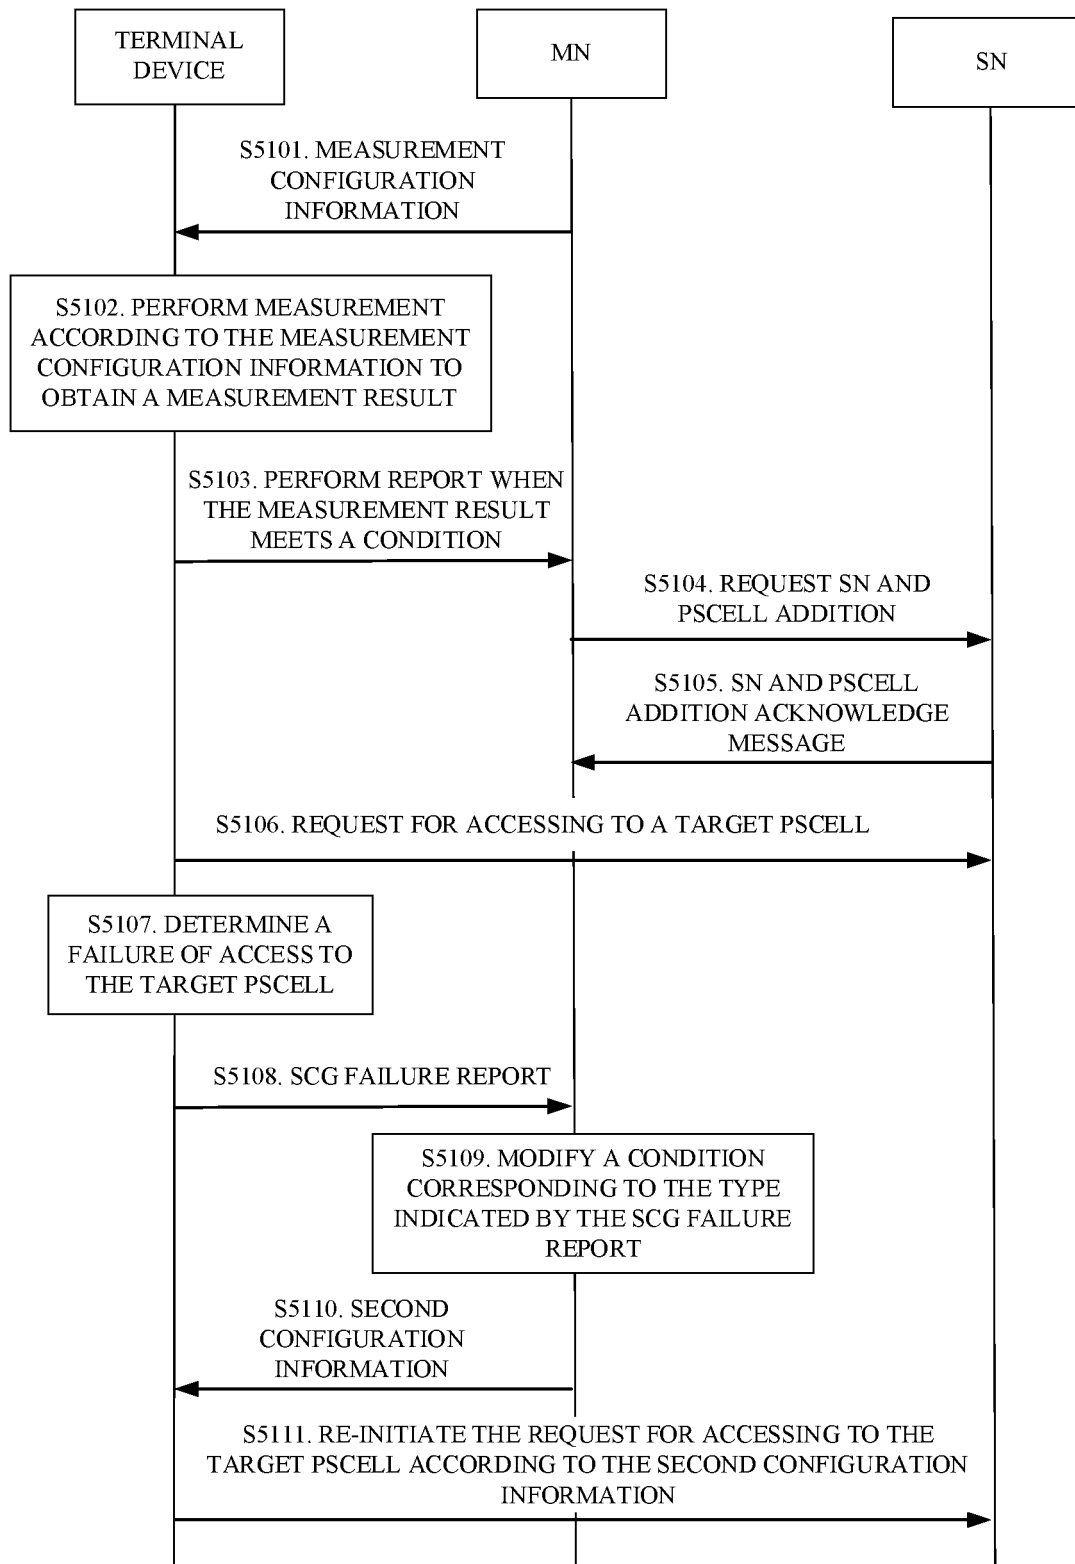 TERMINAL
DEVICE
MN
SN
S5101. MEASUREMENT
CONFIGURATION
INFORMATION
S5102. PERFORM MEASUREMENT
ACCORDING TO THE MEASUREMENT
CONFIGURATION INFORMATION TO
OBTAIN A MEASUREMENT RESULT
S5103. PERFORM REPORT WHEN
THE MEASUREMENT RESULT
MEETS A CONDITION
S5104. REQUEST SN AND
PSCELL ADDITION
S5105. SN AND PSCELL
ADDITION ACKNOWLEDGE
MESSAGE
S5106. REQUEST FOR ACCESSING TO A TARGET PSCELL
S5107. DETERMINE A
FAILURE OF ACCESS TO
THE TARGET PSCELL
S5108. SCG FAILURE REPORT
S5109. MODIFY A CONDITION
CORRESPONDING TO THE TYPE
INDICATED BY THE SCG FAILURE
REPORT
S5110. SECOND
CONFIGURATION
INFORMATION
S5111. RE-INITIATE THE REQUEST FOR ACCESSING TO THE
TARGET PSCELL ACCORDING TO THE SECOND CONFIGURATION
INFORMATION